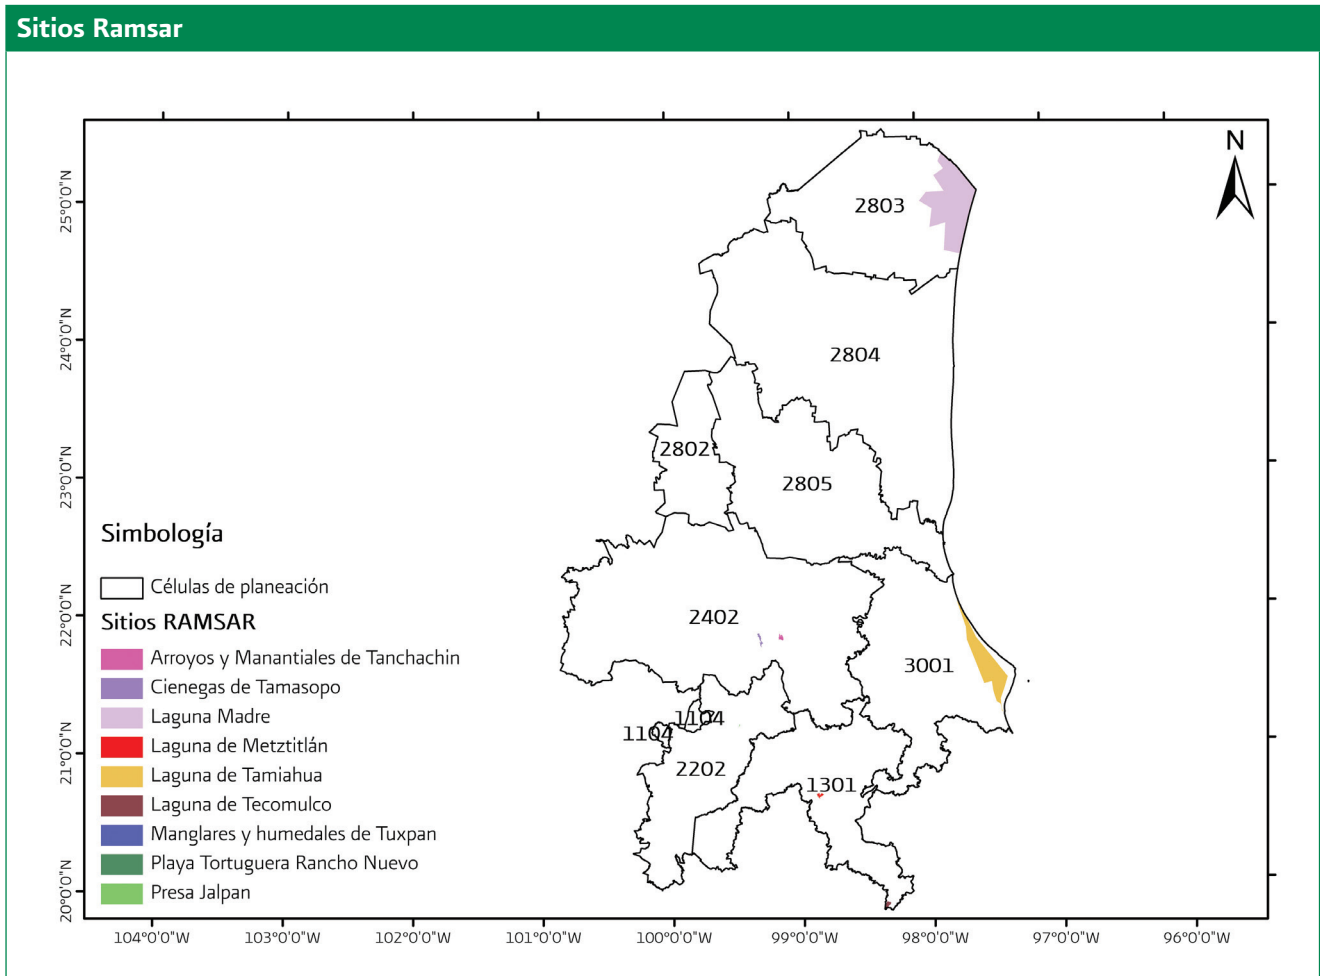 Sitios Ramsar
N
25°0'0"N
24°0'0"N
23°0'0"N
22°0'0"N
21°0'0"N
20°0'0"N
2803
2804
2802
2805
2402
3001
1104
1104
2202
1301
Simbología
Células de planeación
Sitios RAMSAR
Arroyos y Manantiales de Tanchachin
Cienegas de Tamasopo
Laguna Madre
Laguna de Metztitlán
Laguna de Tamiahua
Laguna de Tecomulco
Manglares y humedales de Tuxpan
Playa Tortuguera Rancho Nuevo
Presa Jalpan
104°0'0"W 103°0'0"W 102°0'0"W 101°0'0"W 100°0'0"W 99°0'0"W 98°0'0"W 97°0'0"W 96°0'0"W